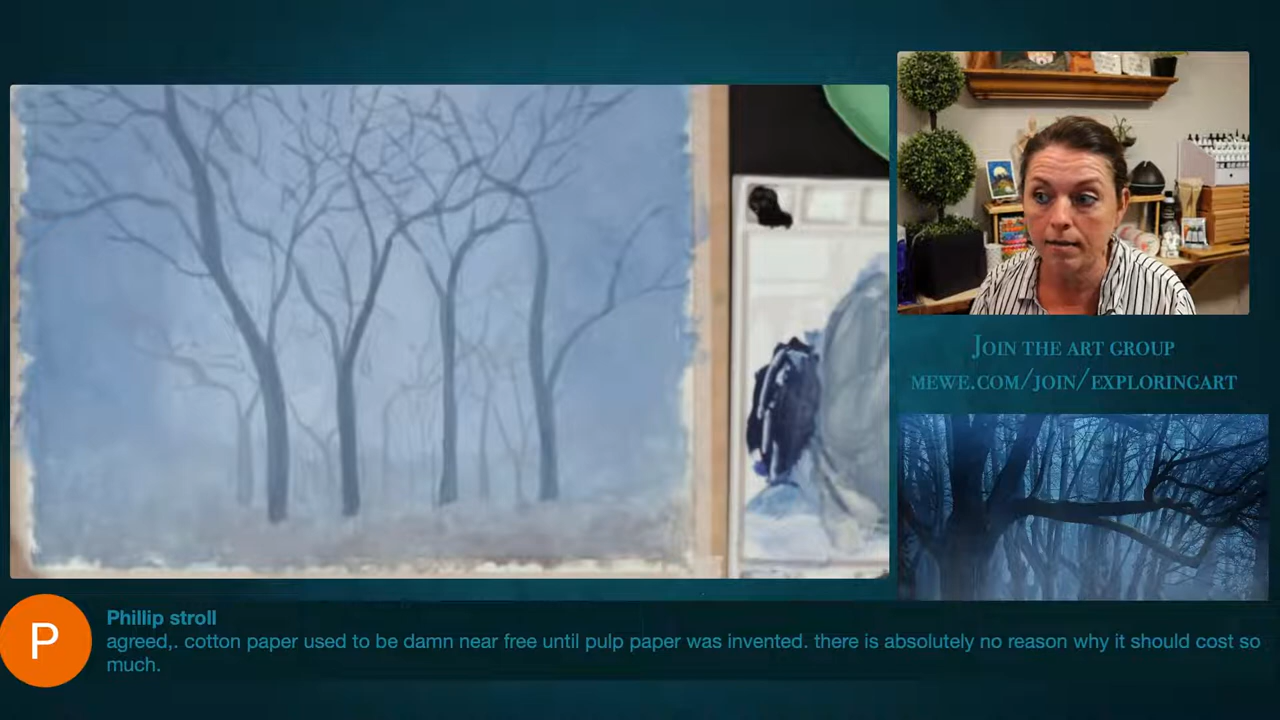 Join the art group
mewe.com/join/exploringart
P
Phillip stroll
agreed,. cotton paper used to be damn near free until pulp paper was invented. there is absolutely no reason why it should cost so
much.